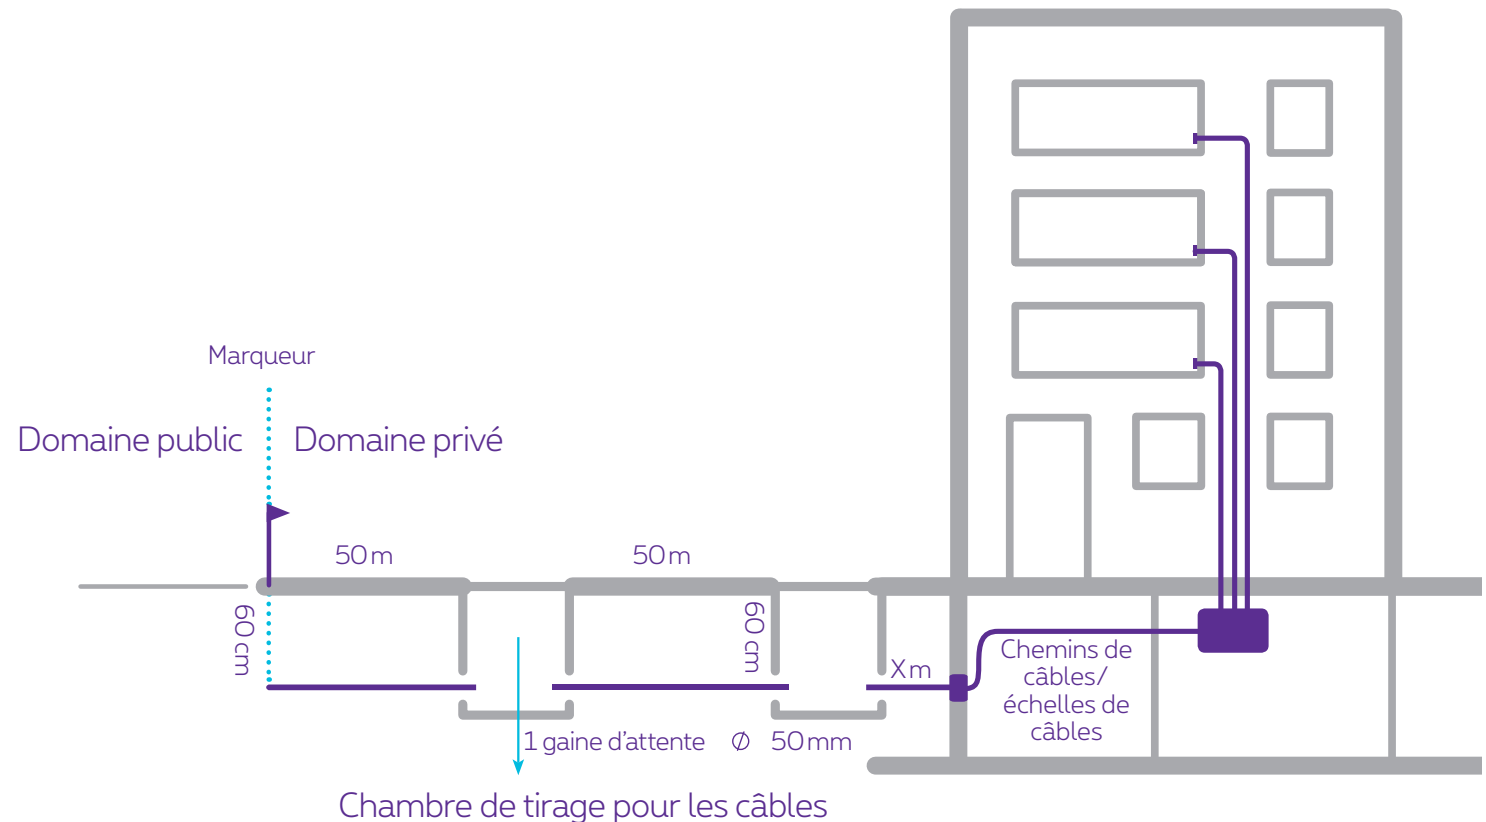 Marqueur
Domaine public
Domaine privé
50 m
50 m
60 cm
60 cm
X m
Chemins de
câbles/
échelles de
câbles
1 gaine d’attente Ø 50 mm
Chambre de tirage pour les câbles